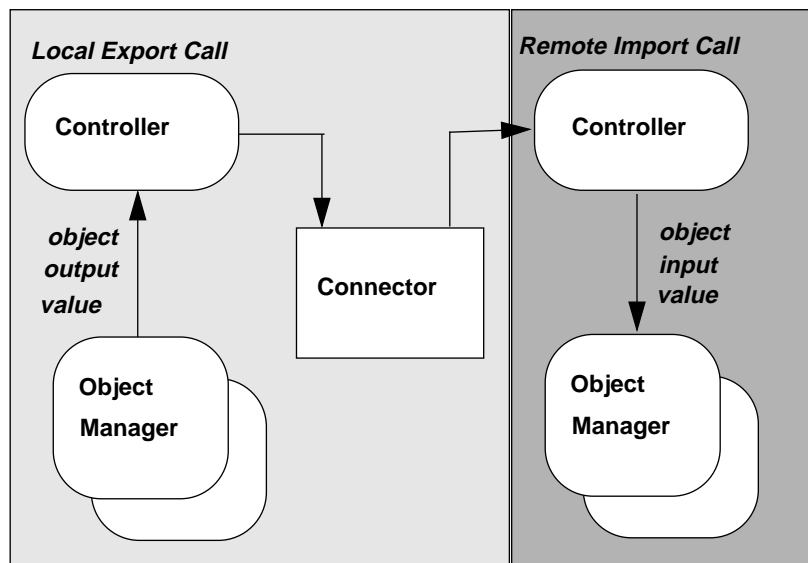 Local Export Call
Remote Import Call
Controller
Controller
object
output
value
object
input
value
Connector
Object
Manager
Object
Manager